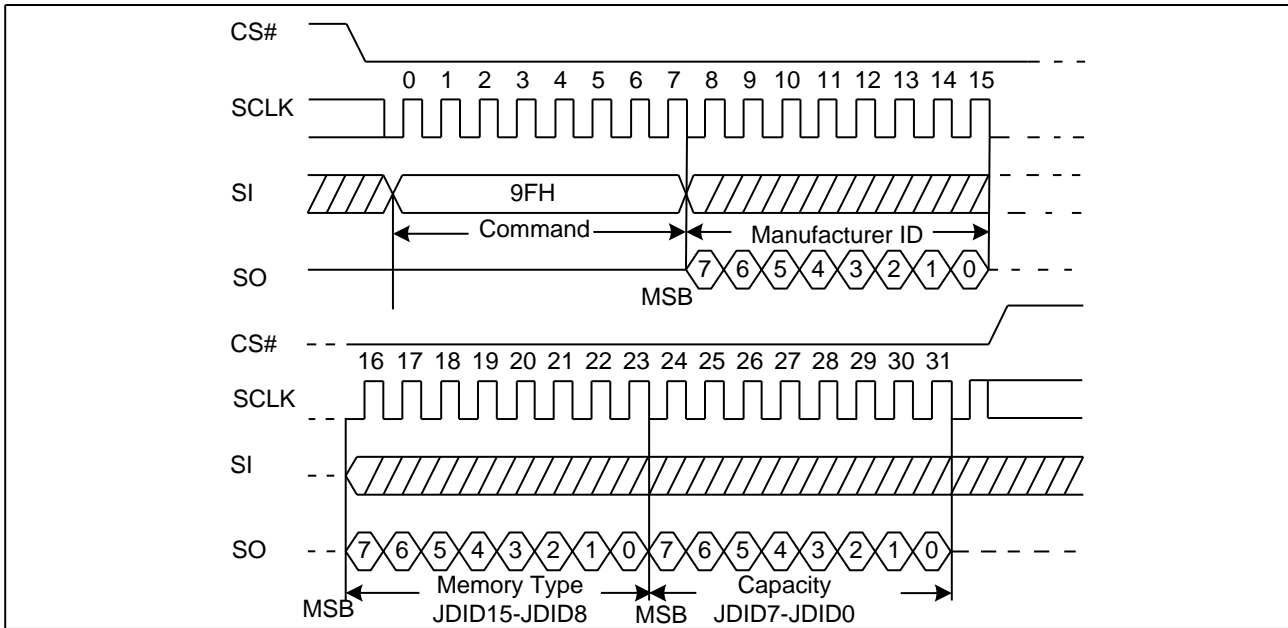 CS#
0 1 2 3 4 5 6 7 8 9 10 11 12 13 14 15
SCLK
SI 9FH
Command Manufacturer ID
SO 7 6 5 4 3 2 1 0
MSB
CS#
16 17 18 19 20 21 22 23 24 25 26 27 28 29 30 31
SCLK
SI
SO 7 6 5 4 3 2 1 0 7 6 5 4 3 2 1 0
Memory Type Capacity
MSB JDID15-JDID8 MSB JDID7-JDID0